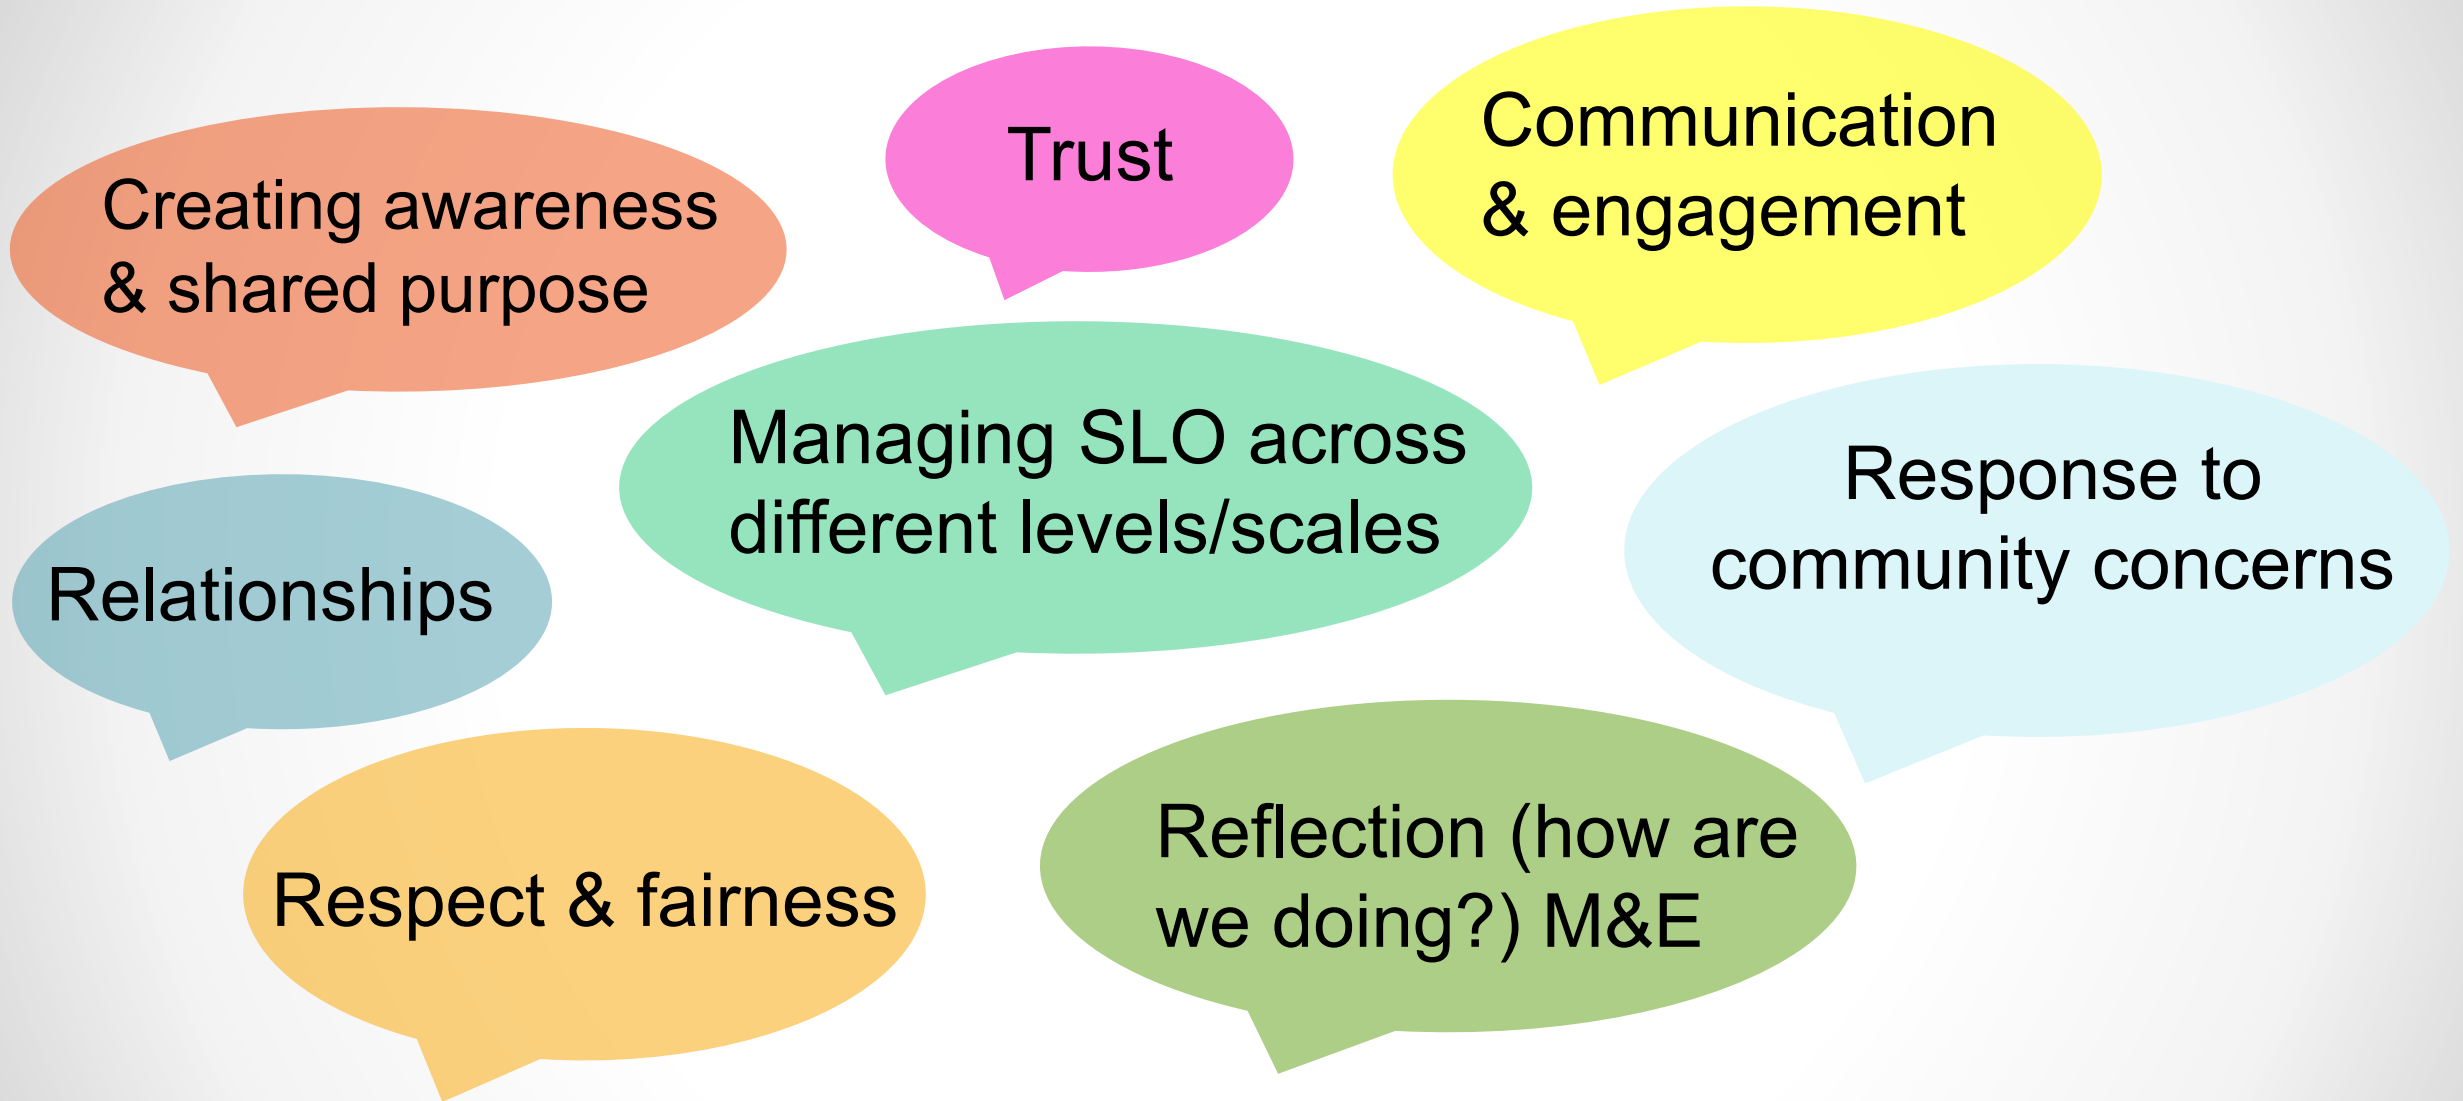 Creating awareness
& shared purpose
Trust
Communication
& engagement
Managing SLO across
different levels/scales
Response to
community concerns
Relationships
Respect & fairness
Reflection (how are
we doing?) M&E